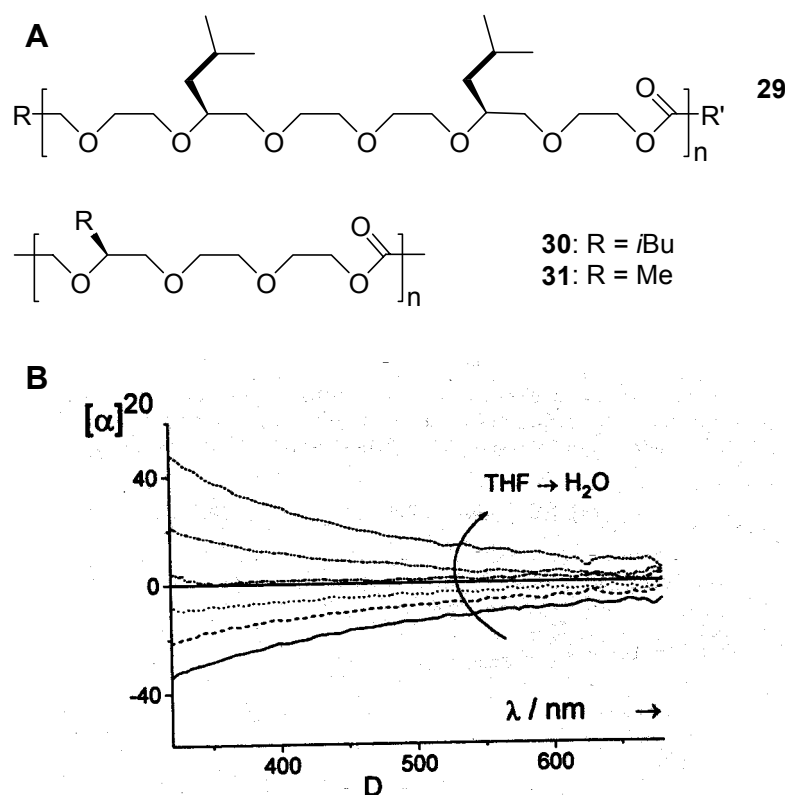 A
29
R O O O O O O O O R' n
R
O O O O O n
30: R = iBu
31: R = Me
B
[α]20
40
THF → H2O
0
-40
λ / nm →
400 500 600
D